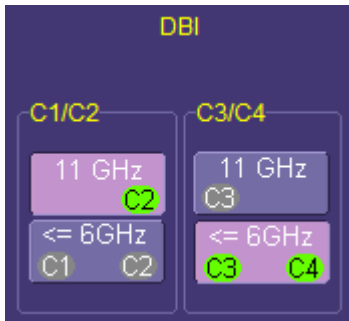 DBI
C1/C2
11 GHz
C2
<= 6GHz
C1 C2
C3/C4
11 GHz
C3
<= 6GHz
C3 C4